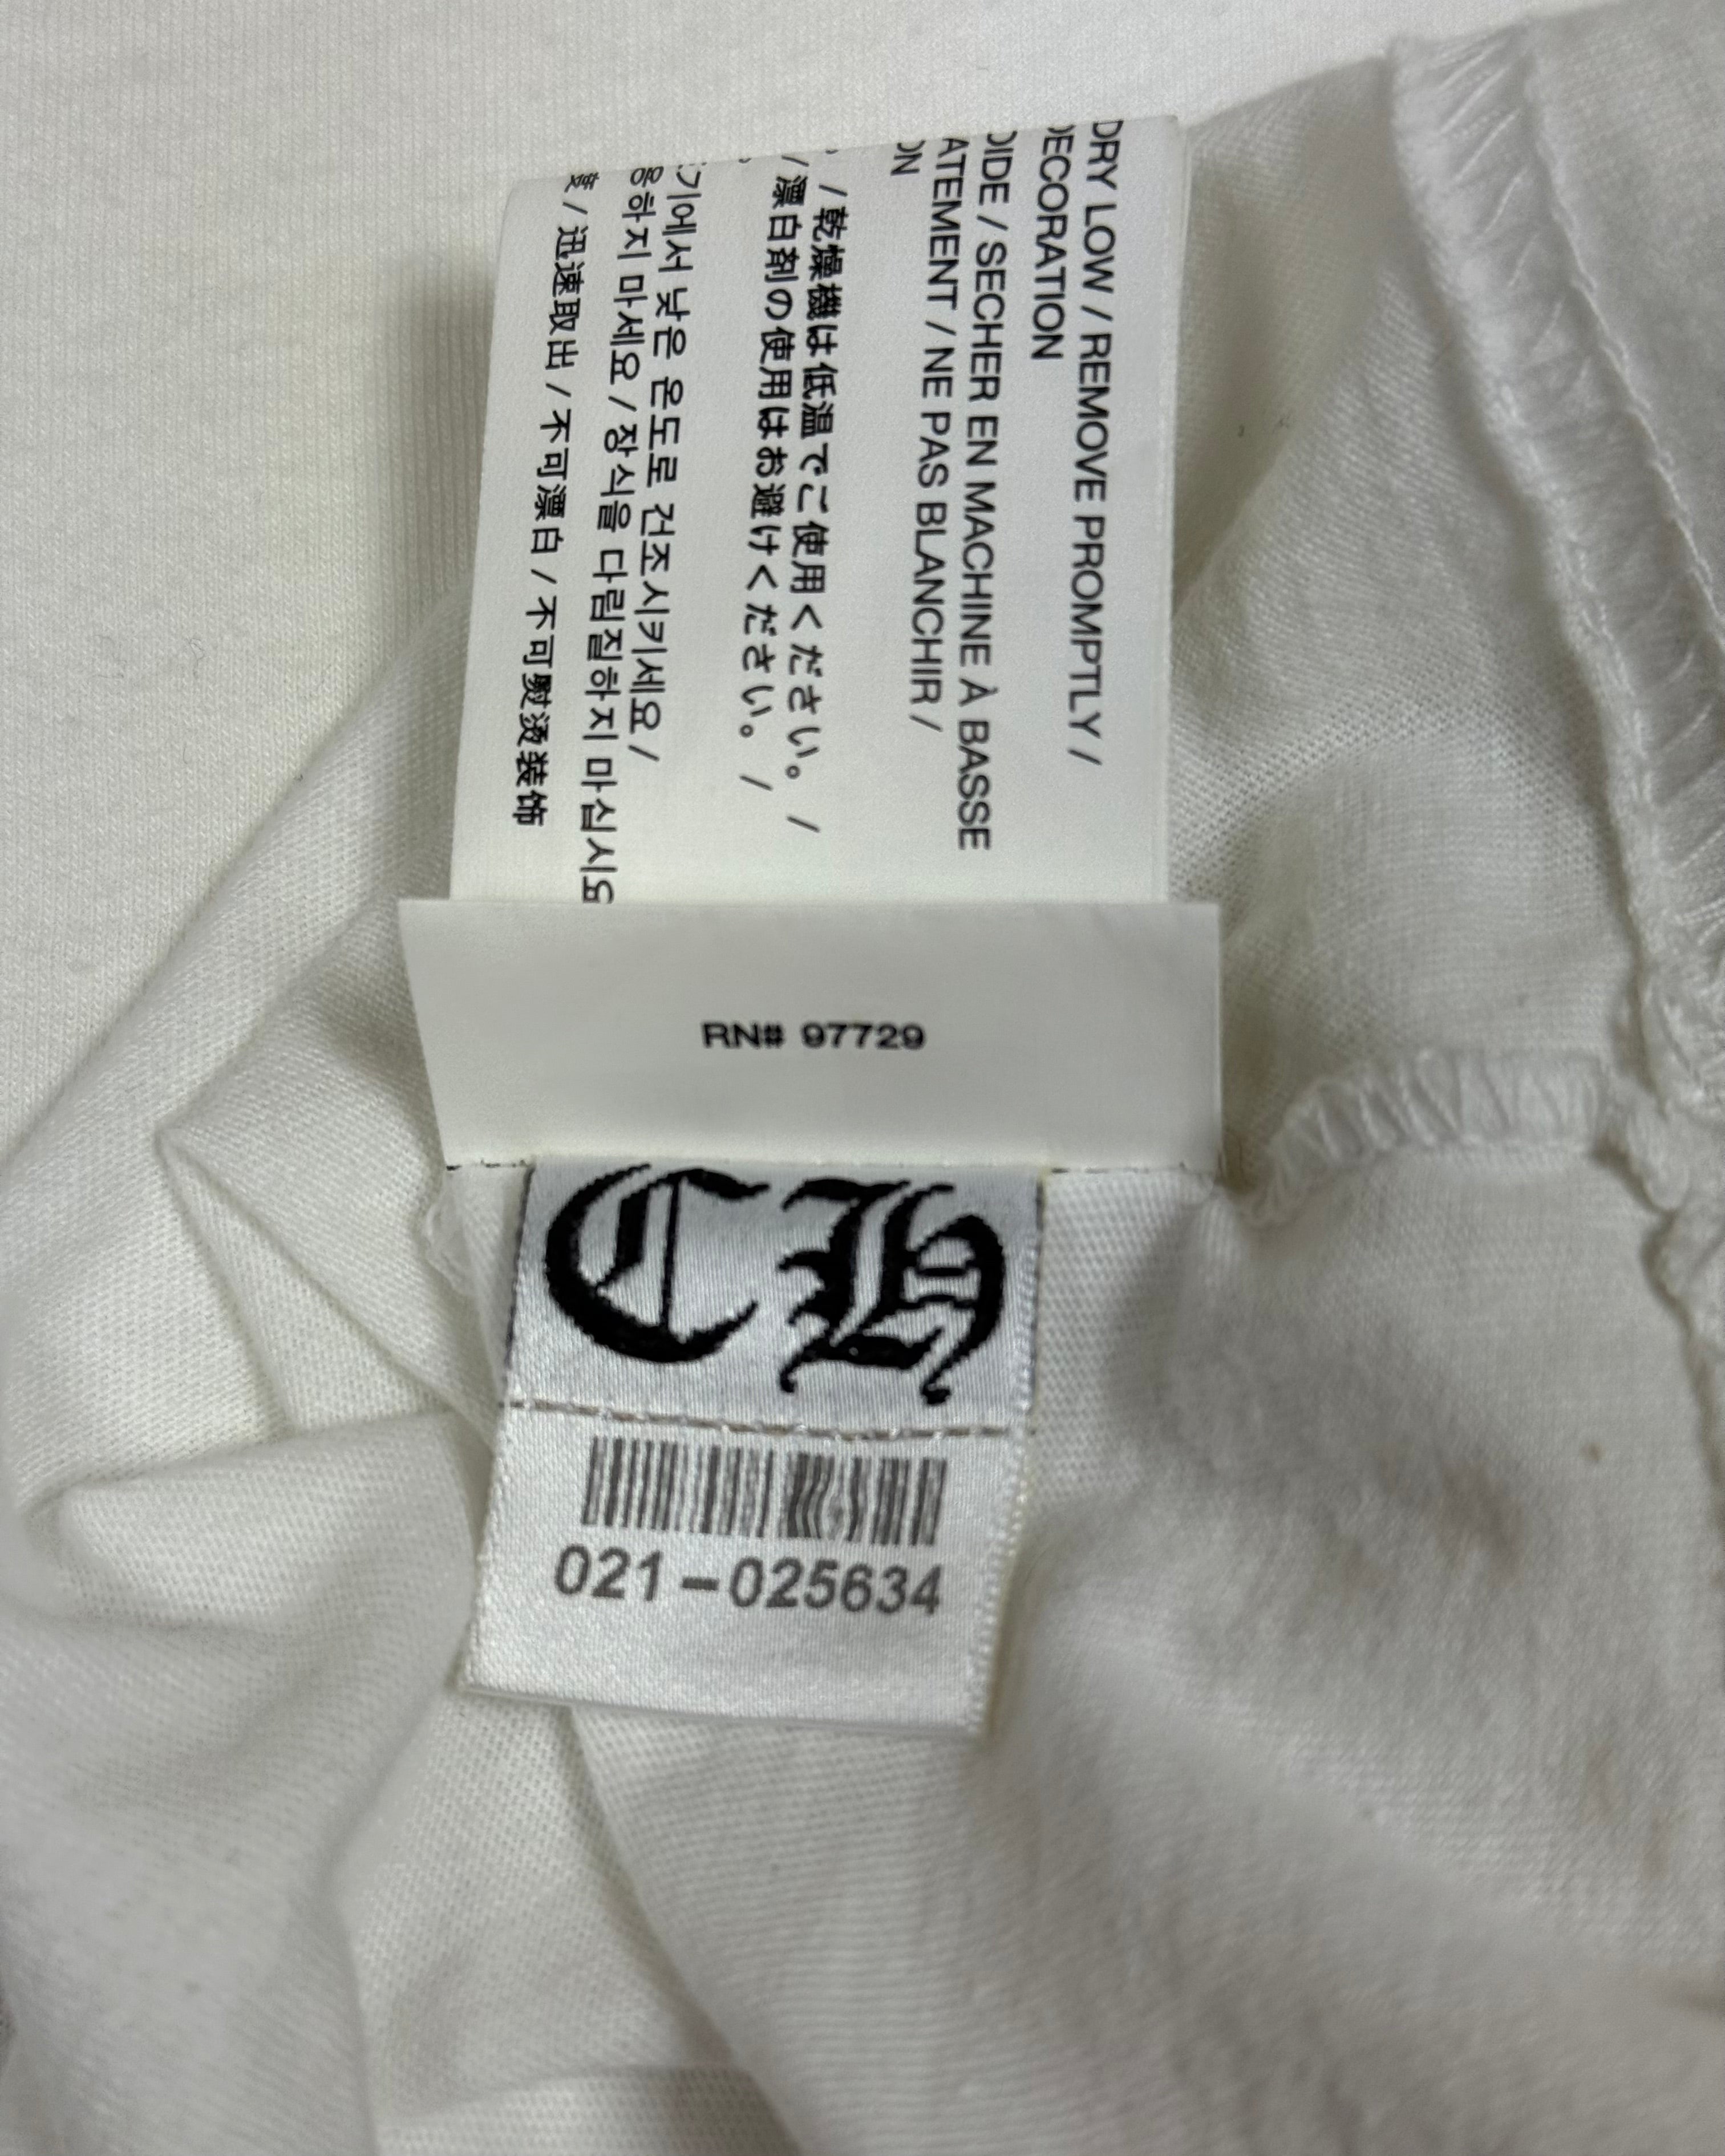 DRY LOW / REMOVE PROMPTLY /
DECORATION
OIDE / SECHER EN MACHINE À BASSE
ATEMENT / NE PAS BLANCHIR /
ON
/ 乾燥機は低温でご使用ください。 /
/ 漂白剤の使用はお避けください。 /
기에서 낮은 온도로 건조시키세요 /
용하지 마세요 / 장식을 다림질하지 마십시요
/ 迅速取出 / 不可漂白 / 不可熨烫装饰
RN# 97729
CH
021-025634